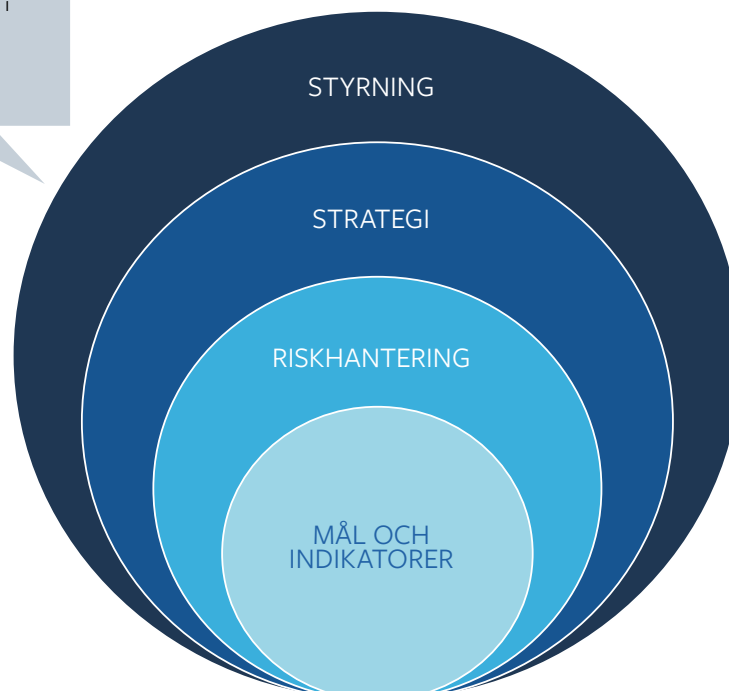 STYRNING
STRATEGI
RISKHANTERING
MÅL OCH
INDIKATORER